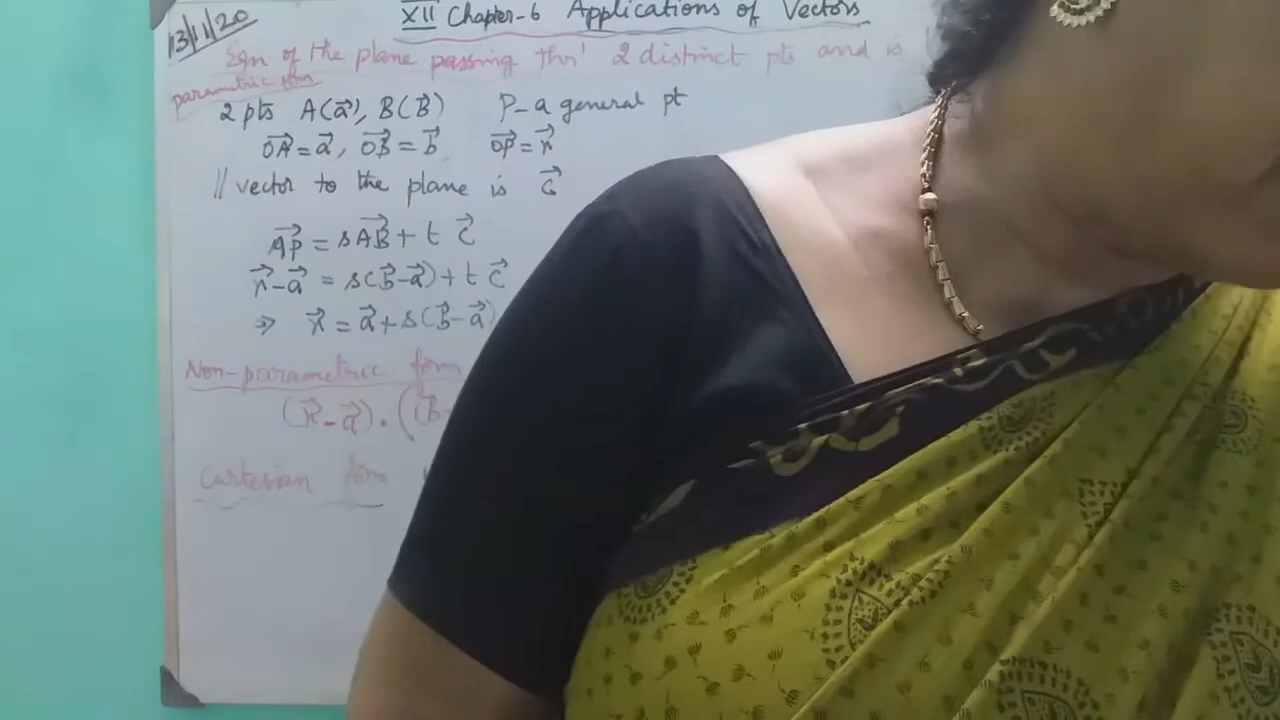 13/11/20
XII Chapter-6 Applications of Vectors
Eqn of the plane passing thro' 2 distinct pts and is
parametric form
2 pts A(a⃗), B(b⃗) P - a general pt
OA⃗ = a⃗, OB⃗ = b⃗ OP⃗ = r⃗
// vector to the plane is c⃗
AP⃗ = sAB⃗ + t c⃗
r⃗ - a⃗ = s(b⃗ - a⃗) + t c⃗
⇒ r⃗ = a⃗ + s(b⃗ - a⃗)
Non-parametric form
(r⃗ - a⃗) . ((b-
Cartesian form